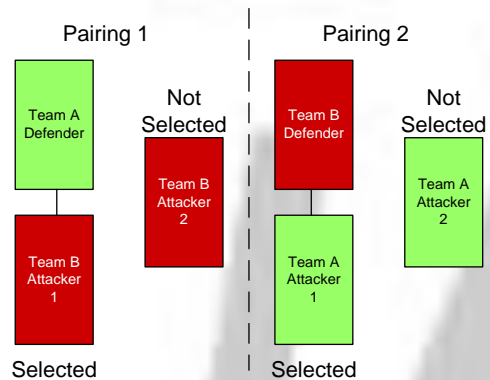 Pairing 1
Team A
Defender
Not
Selected
Team B
Attacker
2
Team B
Attacker
1
Selected
Pairing 2
Team B
Defender
Not
Selected
Team A
Attacker
2
Team A
Attacker
1
Selected